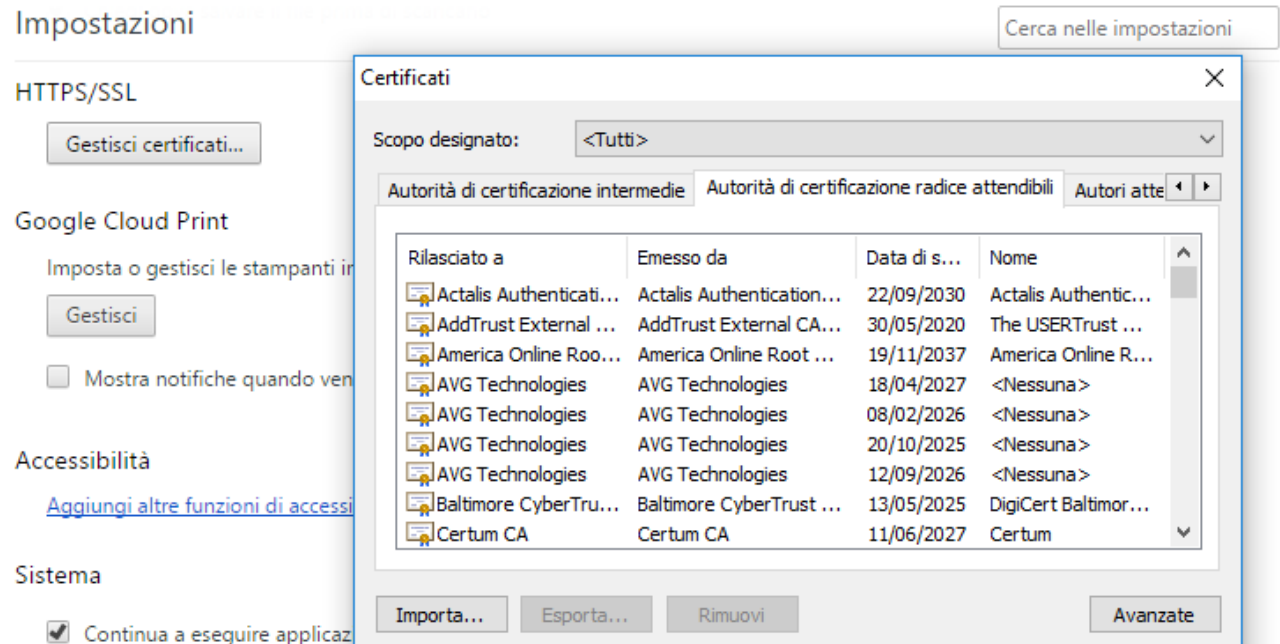 Impostazioni
Cerca nelle impostazioni
HTTPS/SSL
Gestisci certificati...
Google Cloud Print
Imposta o gestisci le stampanti in
Gestisci
Mostra notifiche quando ven
Accessibilità
Aggiungi altre funzioni di accessi
Sistema
Continua a eseguire applicaz
Certificati
Scopo designato: <Tutti>
Autorità di certificazione intermedie Autorità di certificazione radice attendibili Autori atte
Rilasciato a Emesso da Data di s... Nome
Actalis Authenticati... Actalis Authentication... 22/09/2030 Actalis Authentic...
AddTrust External ... AddTrust External CA... 30/05/2020 The USERTrust ...
America Online Roo... America Online Root ... 19/11/2037 America Online R...
AVG Technologies AVG Technologies 18/04/2027 <Nessuna>
AVG Technologies AVG Technologies 08/02/2026 <Nessuna>
AVG Technologies AVG Technologies 20/10/2025 <Nessuna>
AVG Technologies AVG Technologies 12/09/2026 <Nessuna>
Baltimore CyberTru... Baltimore CyberTrust ... 13/05/2025 DigiCert Baltimor...
Certum CA Certum CA 11/06/2027 Certum
Importa... Esporta... Rimuovi Avanzate